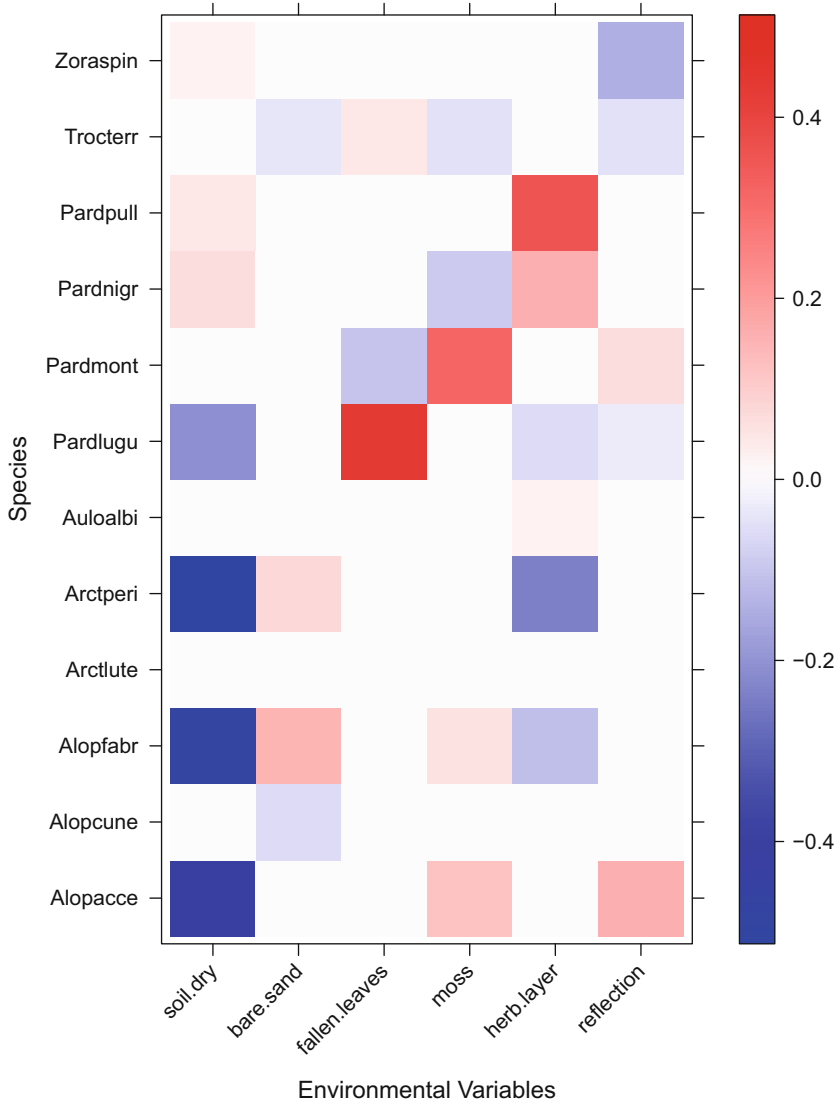 Zoraspin
Trocterr
Pardpull
Pardnigr
Pardmont
Pardlugu
Auloalbi
Arctperi
Arctlute
Alopfabr
Alopcune
Alopacce
Species
soil.dry
bare.sand
fallen.leaves
moss
herb.layer
reflection
Environmental Variables
0.4
0.2
0.0
−0.2
−0.4